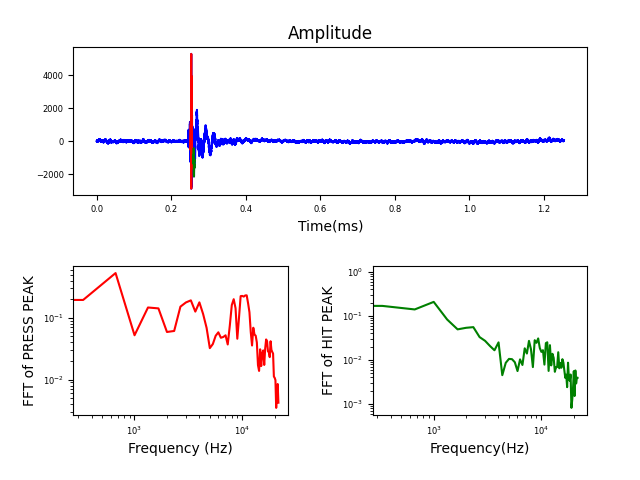 Amplitude
4000
2000
0
−2000
0.0 0.2 0.4 0.6 0.8 1.0 1.2
Time(ms)
FFT of PRESS PEAK
10⁻¹
10⁻²
10³ 10⁴
Frequency (Hz)
FFT of HIT PEAK
10⁰
10⁻¹
10⁻²
10⁻³
10³ 10⁴
Frequency(Hz)